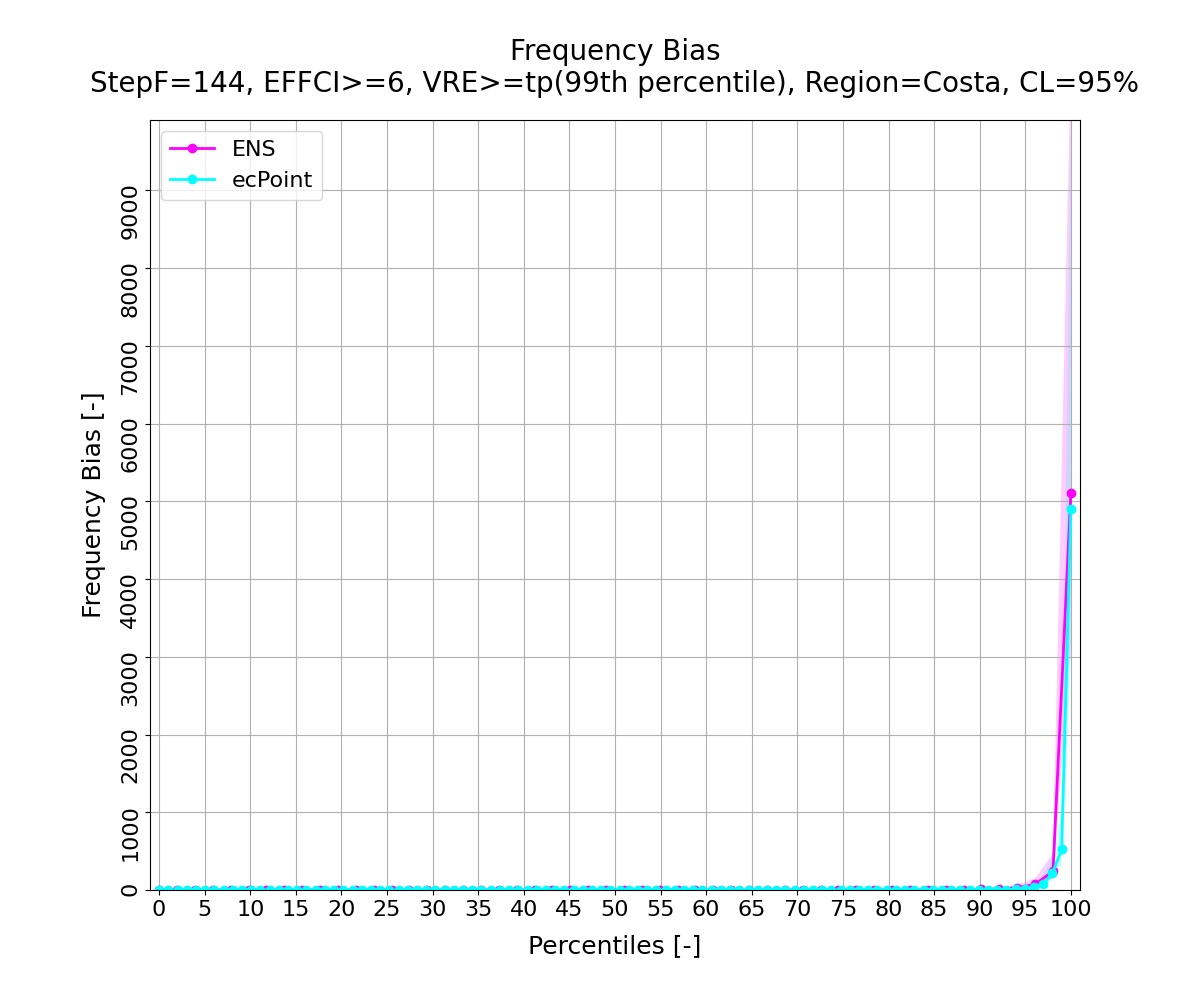 Frequency Bias
StepF=144, EFFCI>=6, VRE>=tp(99th percentile), Region=Costa, CL=95%
ENS
ecPoint
9000
8000
7000
6000
5000
4000
3000
2000
1000
0
Frequency Bias [-]
0 5 10 15 20 25 30 35 40 45 50 55 60 65 70 75 80 85 90 95 100
Percentiles [-]